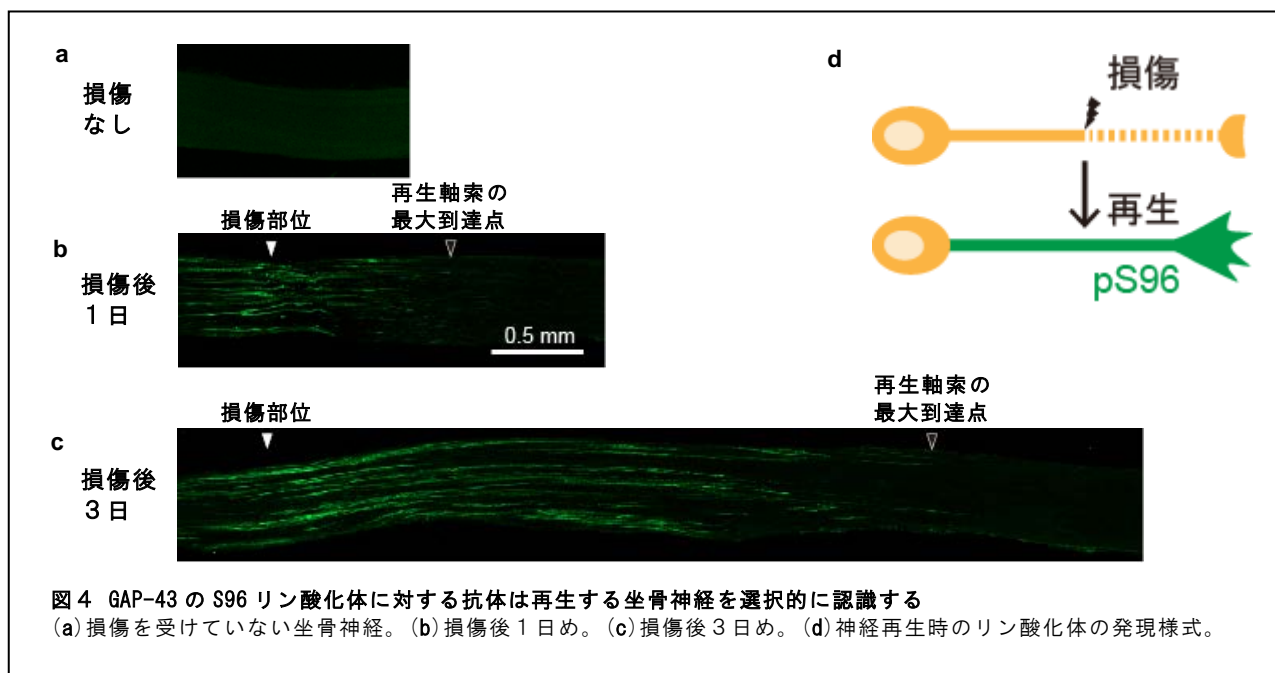 a
損傷
なし
再生軸索の
最大到達点
損傷部位
b
損傷後
1日
0.5 mm
再生軸索の
最大到達点
損傷部位
c
損傷後
3日
d
損傷
再生
pS96
図4 GAP-43 の S96 リン酸化体に対する抗体は再生する坐骨神経を選択的に認識する
(a)損傷を受けていない坐骨神経。(b)損傷後1日め。(c)損傷後3日め。(d)神経再生時のリン酸化体の発現様式。